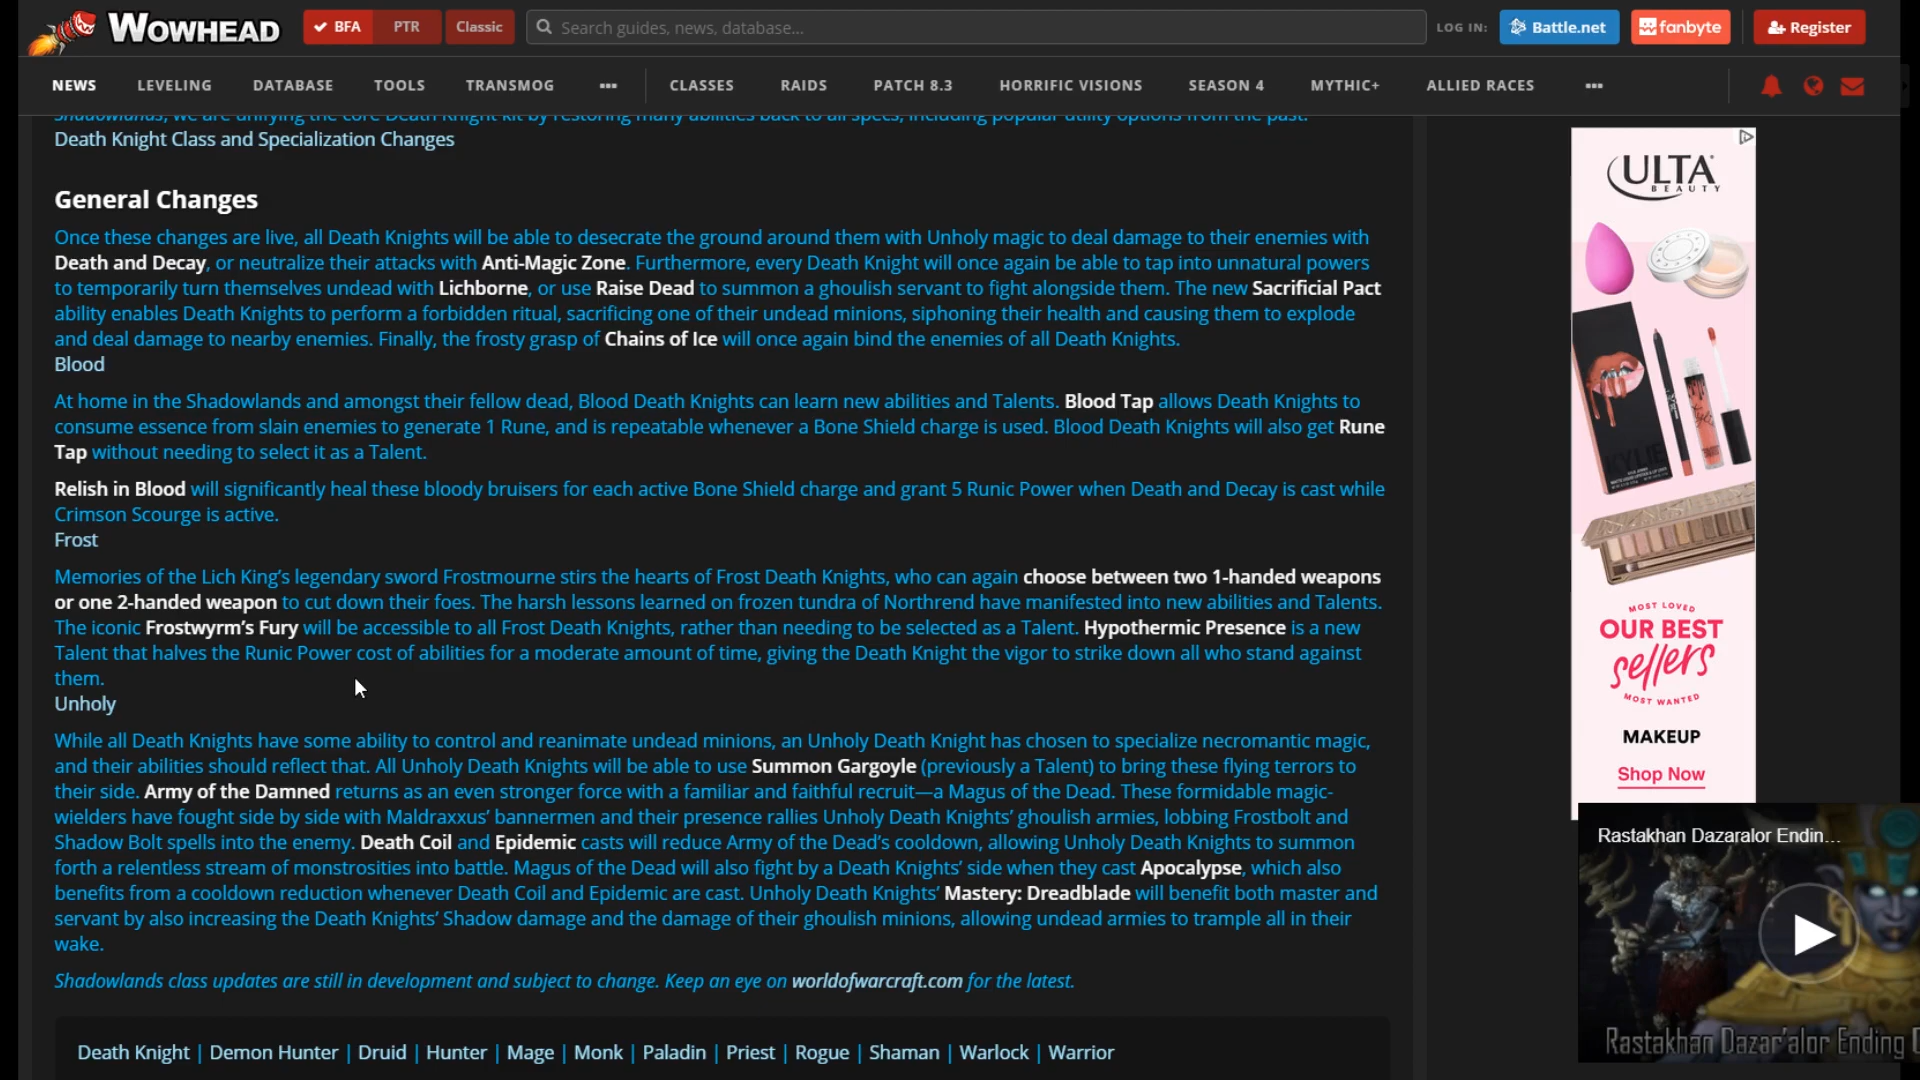 WOWHEAD
BFA
PTR
Classic
Search guides, news, database...
LOG IN:
Battle.net
fanbyte
Register
NEWS
LEVELING
DATABASE
TOOLS
TRANSMOG
•••
CLASSES
RAIDS
PATCH 8.3
HORRIFIC VISIONS
SEASON 4
MYTHIC+
ALLIED RACES
•••
Shadowlands, we are unifying the core Death Knight kit by restoring many abilities back to all specs, including popular utility options from the past.
Death Knight Class and Specialization Changes
General Changes
Once these changes are live, all Death Knights will be able to desecrate the ground around them with Unholy magic to deal damage to their enemies with
Death and Decay, or neutralize their attacks with Anti-Magic Zone. Furthermore, every Death Knight will once again be able to tap into unnatural powers
to temporarily turn themselves undead with Lichborne, or use Raise Dead to summon a ghoulish servant to fight alongside them. The new Sacrificial Pact
ability enables Death Knights to perform a forbidden ritual, sacrificing one of their undead minions, siphoning their health and causing them to explode
and deal damage to nearby enemies. Finally, the frosty grasp of Chains of Ice will once again bind the enemies of all Death Knights.
Blood
At home in the Shadowlands and amongst their fellow dead, Blood Death Knights can learn new abilities and Talents. Blood Tap allows Death Knights to
consume essence from slain enemies to generate 1 Rune, and is repeatable whenever a Bone Shield charge is used. Blood Death Knights will also get Rune
Tap without needing to select it as a Talent.
Relish in Blood will significantly heal these bloody bruisers for each active Bone Shield charge and grant 5 Runic Power when Death and Decay is cast while
Crimson Scourge is active.
Frost
Memories of the Lich King's legendary sword Frostmourne stirs the hearts of Frost Death Knights, who can again choose between two 1-handed weapons
or one 2-handed weapon to cut down their foes. The harsh lessons learned on frozen tundra of Northrend have manifested into new abilities and Talents.
The iconic Frostwyrm's Fury will be accessible to all Frost Death Knights, rather than needing to be selected as a Talent. Hypothermic Presence is a new
Talent that halves the Runic Power cost of abilities for a moderate amount of time, giving the Death Knight the vigor to strike down all who stand against
them.
Unholy
While all Death Knights have some ability to control and reanimate undead minions, an Unholy Death Knight has chosen to specialize necromantic magic,
and their abilities should reflect that. All Unholy Death Knights will be able to use Summon Gargoyle (previously a Talent) to bring these flying terrors to
their side. Army of the Damned returns as an even stronger force with a familiar and faithful recruit—a Magus of the Dead. These formidable magic-
wielders have fought side by side with Maldraxxus' bannermen and their presence rallies Unholy Death Knights' ghoulish armies, lobbing Frostbolt and
Shadow Bolt spells into the enemy. Death Coil and Epidemic casts will reduce Army of the Dead's cooldown, allowing Unholy Death Knights to summon
forth a relentless stream of monstrosities into battle. Magus of the Dead will also fight by a Death Knights' side when they cast Apocalypse, which also
benefits from a cooldown reduction whenever Death Coil and Epidemic are cast. Unholy Death Knights' Mastery: Dreadblade will benefit both master and
servant by also increasing the Death Knights' Shadow damage and the damage of their ghoulish minions, allowing undead armies to trample all in their
wake.
Shadowlands class updates are still in development and subject to change. Keep an eye on worldofwarcraft.com for the latest.
Death Knight | Demon Hunter | Druid | Hunter | Mage | Monk | Paladin | Priest | Rogue | Shaman | Warlock | Warrior
ULTA
BEAUTY
KYLIE
MOST LOVED
OUR BEST
sellers
MOST WANTED
MAKEUP
Shop Now
Rastakhan Dazaralor Endin...
Rastakhan Dazar'alor Ending